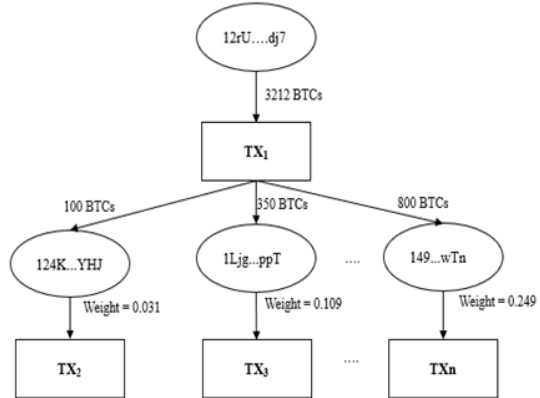 12rU....dj7
3212 BTCs
TX₁
100 BTCs
350 BTCs
800 BTCs
124K...YHJ
1Ljg...ppT
....
149...wTn
Weight = 0.031
Weight = 0.109
Weight = 0.249
TX₂
TX₃
....
TXn